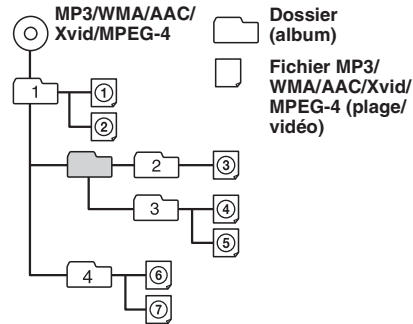 MP3/WMA/AAC/
Xvid/MPEG-4
Dossier
(album)
Fichier MP3/
WMA/AAC/Xvid/
MPEG-4 (plage/
vidéo)
1
①
②
2
③
3
④
⑤
4
⑥
⑦